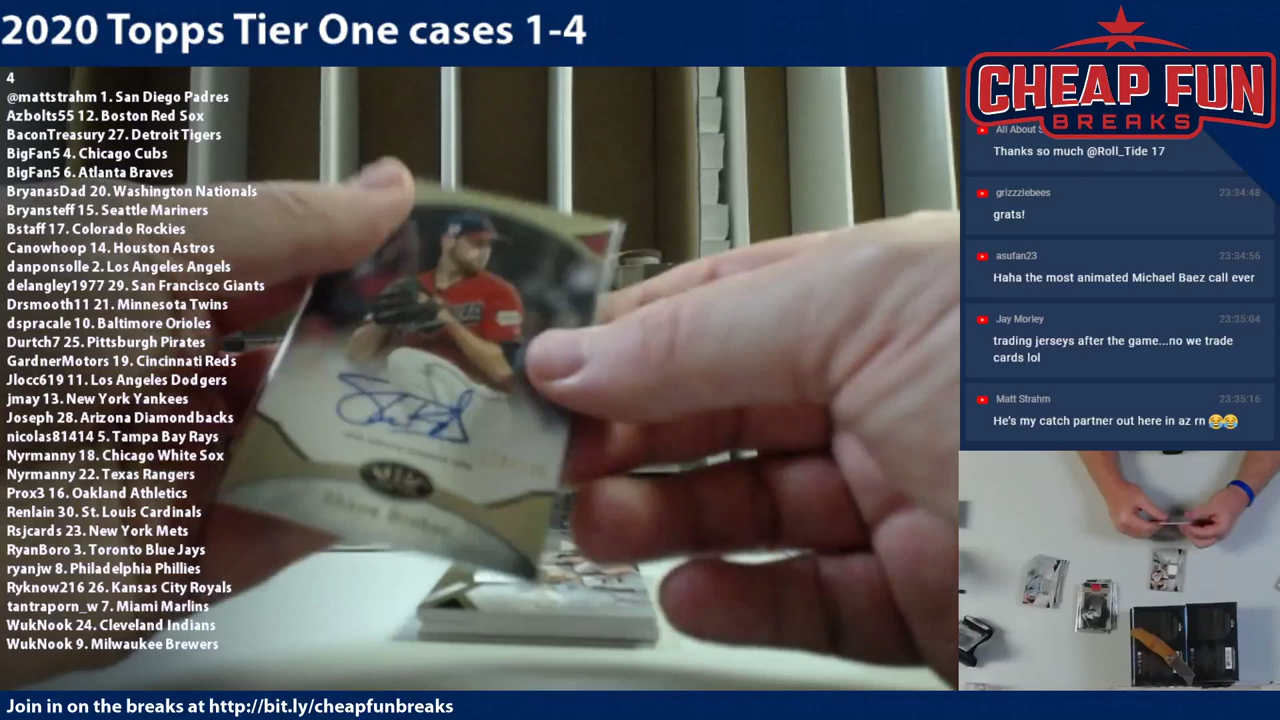 2020 Topps Tier One cases 1-4
4
@mattstrahm 1. San Diego Padres
Azbolts55 12. Boston Red Sox
BaconTreasury 27. Detroit Tigers
BigFan5 4. Chicago Cubs
BigFan5 6. Atlanta Braves
BryanasDad 20. Washington Nationals
Bryansteff 15. Seattle Mariners
Bstaff 17. Colorado Rockies
Canowhoop 14. Houston Astros
danponsolle 2. Los Angeles Angels
delangley1977 29. San Francisco Giants
Drsmooth11 21. Minnesota Twins
dspracale 10. Baltimore Orioles
Durtch7 25. Pittsburgh Pirates
GardnerMotors 19. Cincinnati Reds
Jlocc619 11. Los Angeles Dodgers
jmay 13. New York Yankees
Joseph 28. Arizona Diamondbacks
nicolas81414 5. Tampa Bay Rays
Nyrmanny 18. Chicago White Sox
Nyrmanny 22. Texas Rangers
Prox3 16. Oakland Athletics
Renlain 30. St. Louis Cardinals
Rsjcards 23. New York Mets
RyanBoro 3. Toronto Blue Jays
ryanjw 8. Philadelphia Phillies
Ryknow216 26. Kansas City Royals
tantraporn_w 7. Miami Marlins
WukNook 24. Cleveland Indians
WukNook 9. Milwaukee Brewers
Shane Bieber
CHEAP FUN
BREAKS
All About S
Thanks so much @Roll_Tide 17
grizzzlebees 23:34:48
grats!
asufan23 23:34:56
Haha the most animated Michael Baez call ever
Jay Morley 23:35:04
trading jerseys after the game...no we trade
cards lol
Matt Strahm 23:35:16
He's my catch partner out here in az rn 😂😂
Join in on the breaks at http://bit.ly/cheapfunbreaks